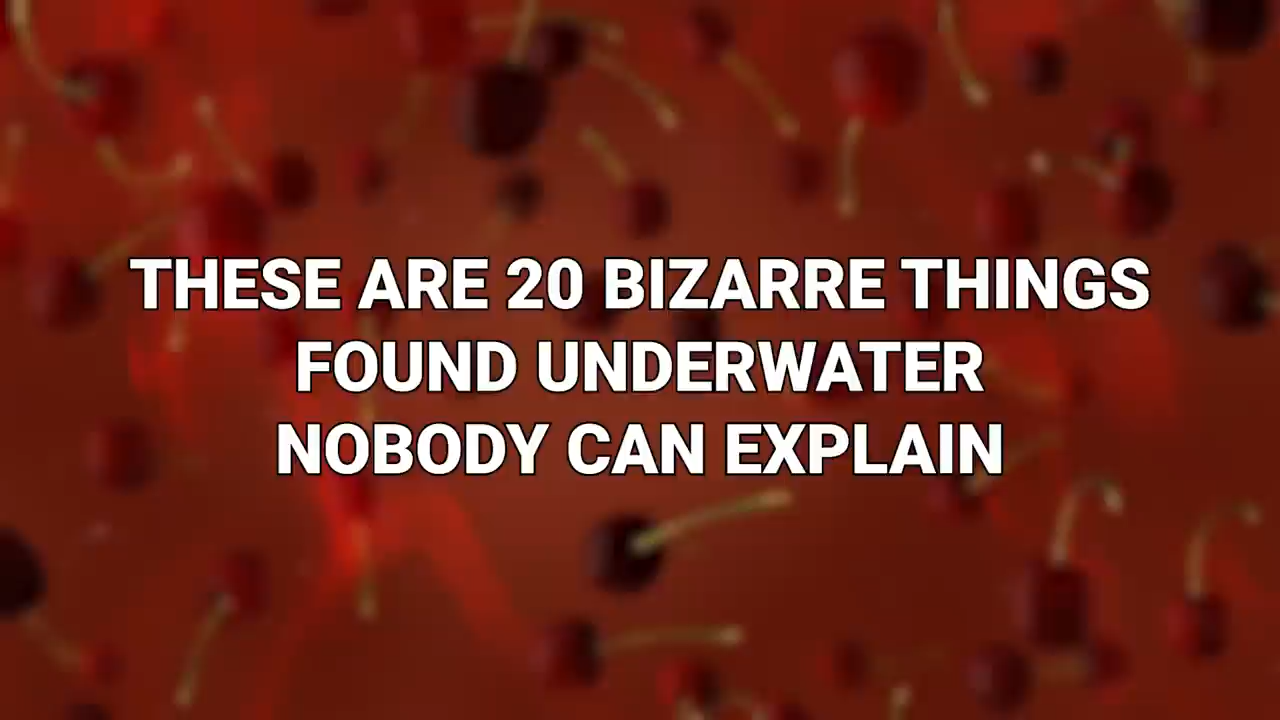 THESE ARE 20 BIZARRE THINGS
FOUND UNDERWATER
NOBODY CAN EXPLAIN